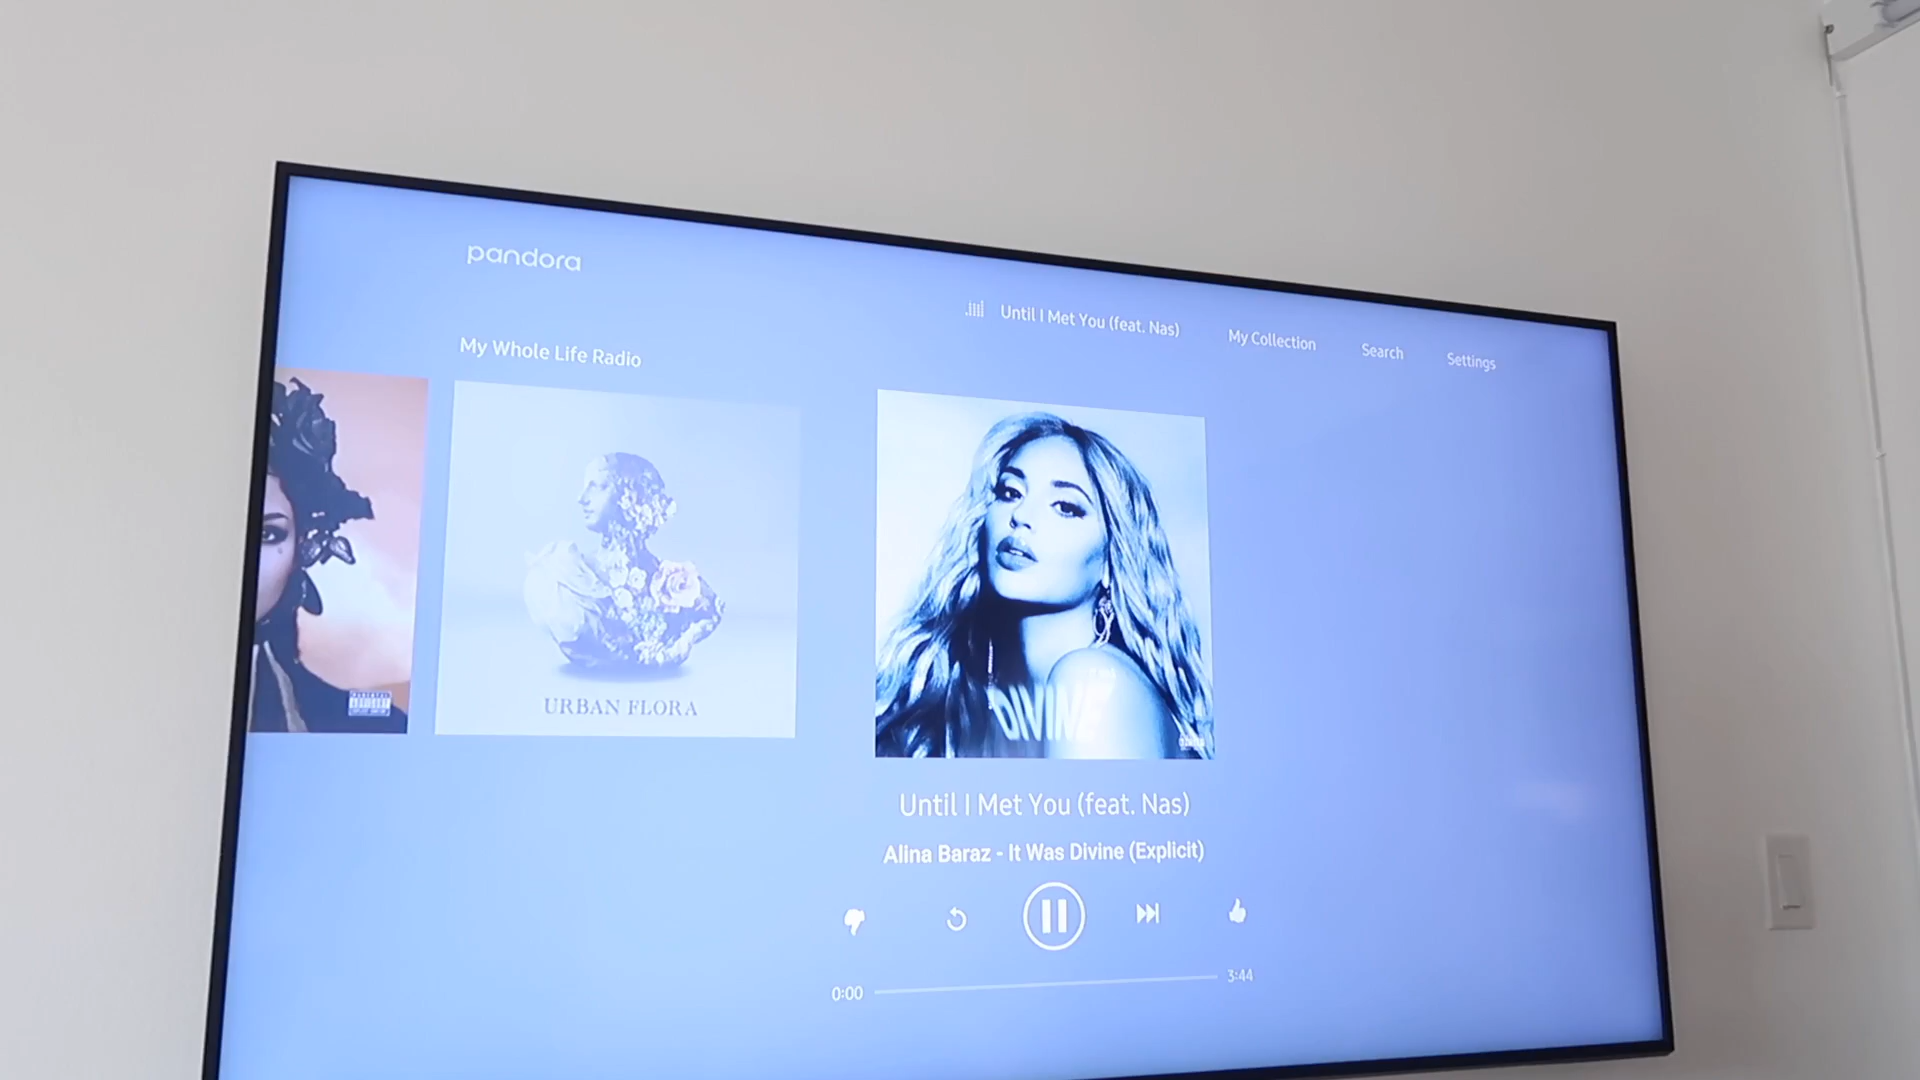 pandora
Until I Met You (feat. Nas)
My Collection
Search
Settings
My Whole Life Radio
URBAN FLORA
DIVINE
Until I Met You (feat. Nas)
Alina Baraz - It Was Divine (Explicit)
0:00
3:44